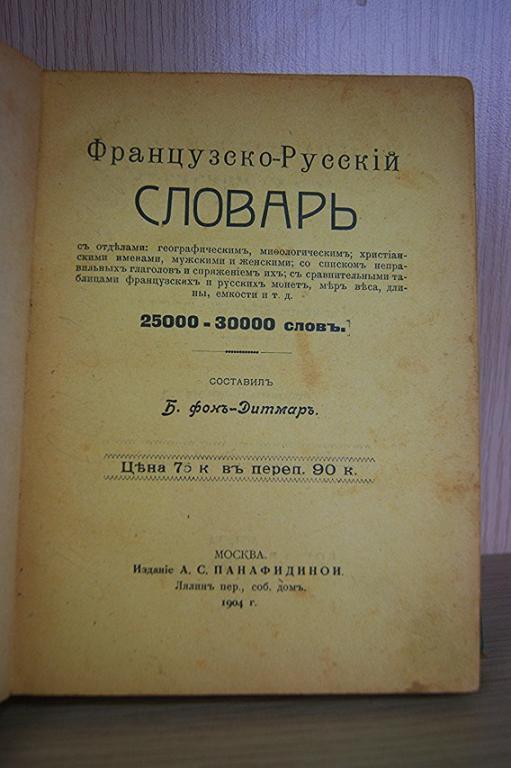 Французско-Русскій
СЛОВАРЬ
съ отдѣлами: географическимъ, миѳологическимъ; христіан-
скими именами, мужскими и женскими; со спискомъ непра-
вильныхъ глаголовъ и спряженіемъ ихъ; съ сравнительными та-
блицами французскихъ и русскихъ монетъ, мѣръ вѣса, дли-
ны, емкости и т. д.
25000 - 30000 словъ.
СОСТАВИЛЪ
Б. фонъ-Дитмаръ.
Цѣна 75 к въ переп. 90 к.
МОСКВА.
Изданіе А. С. ПАНАФИДИНОИ.
Лялинъ пер., соб. домъ.
1904 г.